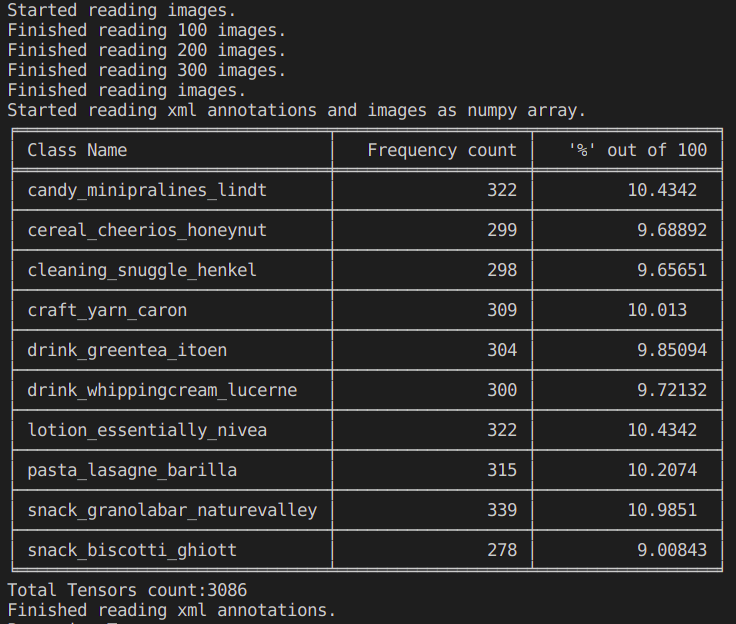 Started reading images.
Finished reading 100 images.
Finished reading 200 images.
Finished reading 300 images.
Finished reading images.
Started reading xml annotations and images as numpy array.
Class Name Frequency count '%' out of 100
candy_minipralines_lindt 322 10.4342
cereal_cheerios_honeynut 299 9.68892
cleaning_snuggle_henkel 298 9.65651
craft_yarn_caron 309 10.013
drink_greentea_itoen 304 9.85094
drink_whippingcream_lucerne 300 9.72132
lotion_essentially_nivea 322 10.4342
pasta_lasagne_barilla 315 10.2074
snack_granolabar_naturevalley 339 10.9851
snack_biscotti_ghiott 278 9.00843
Total Tensors count:3086
Finished reading xml annotations.